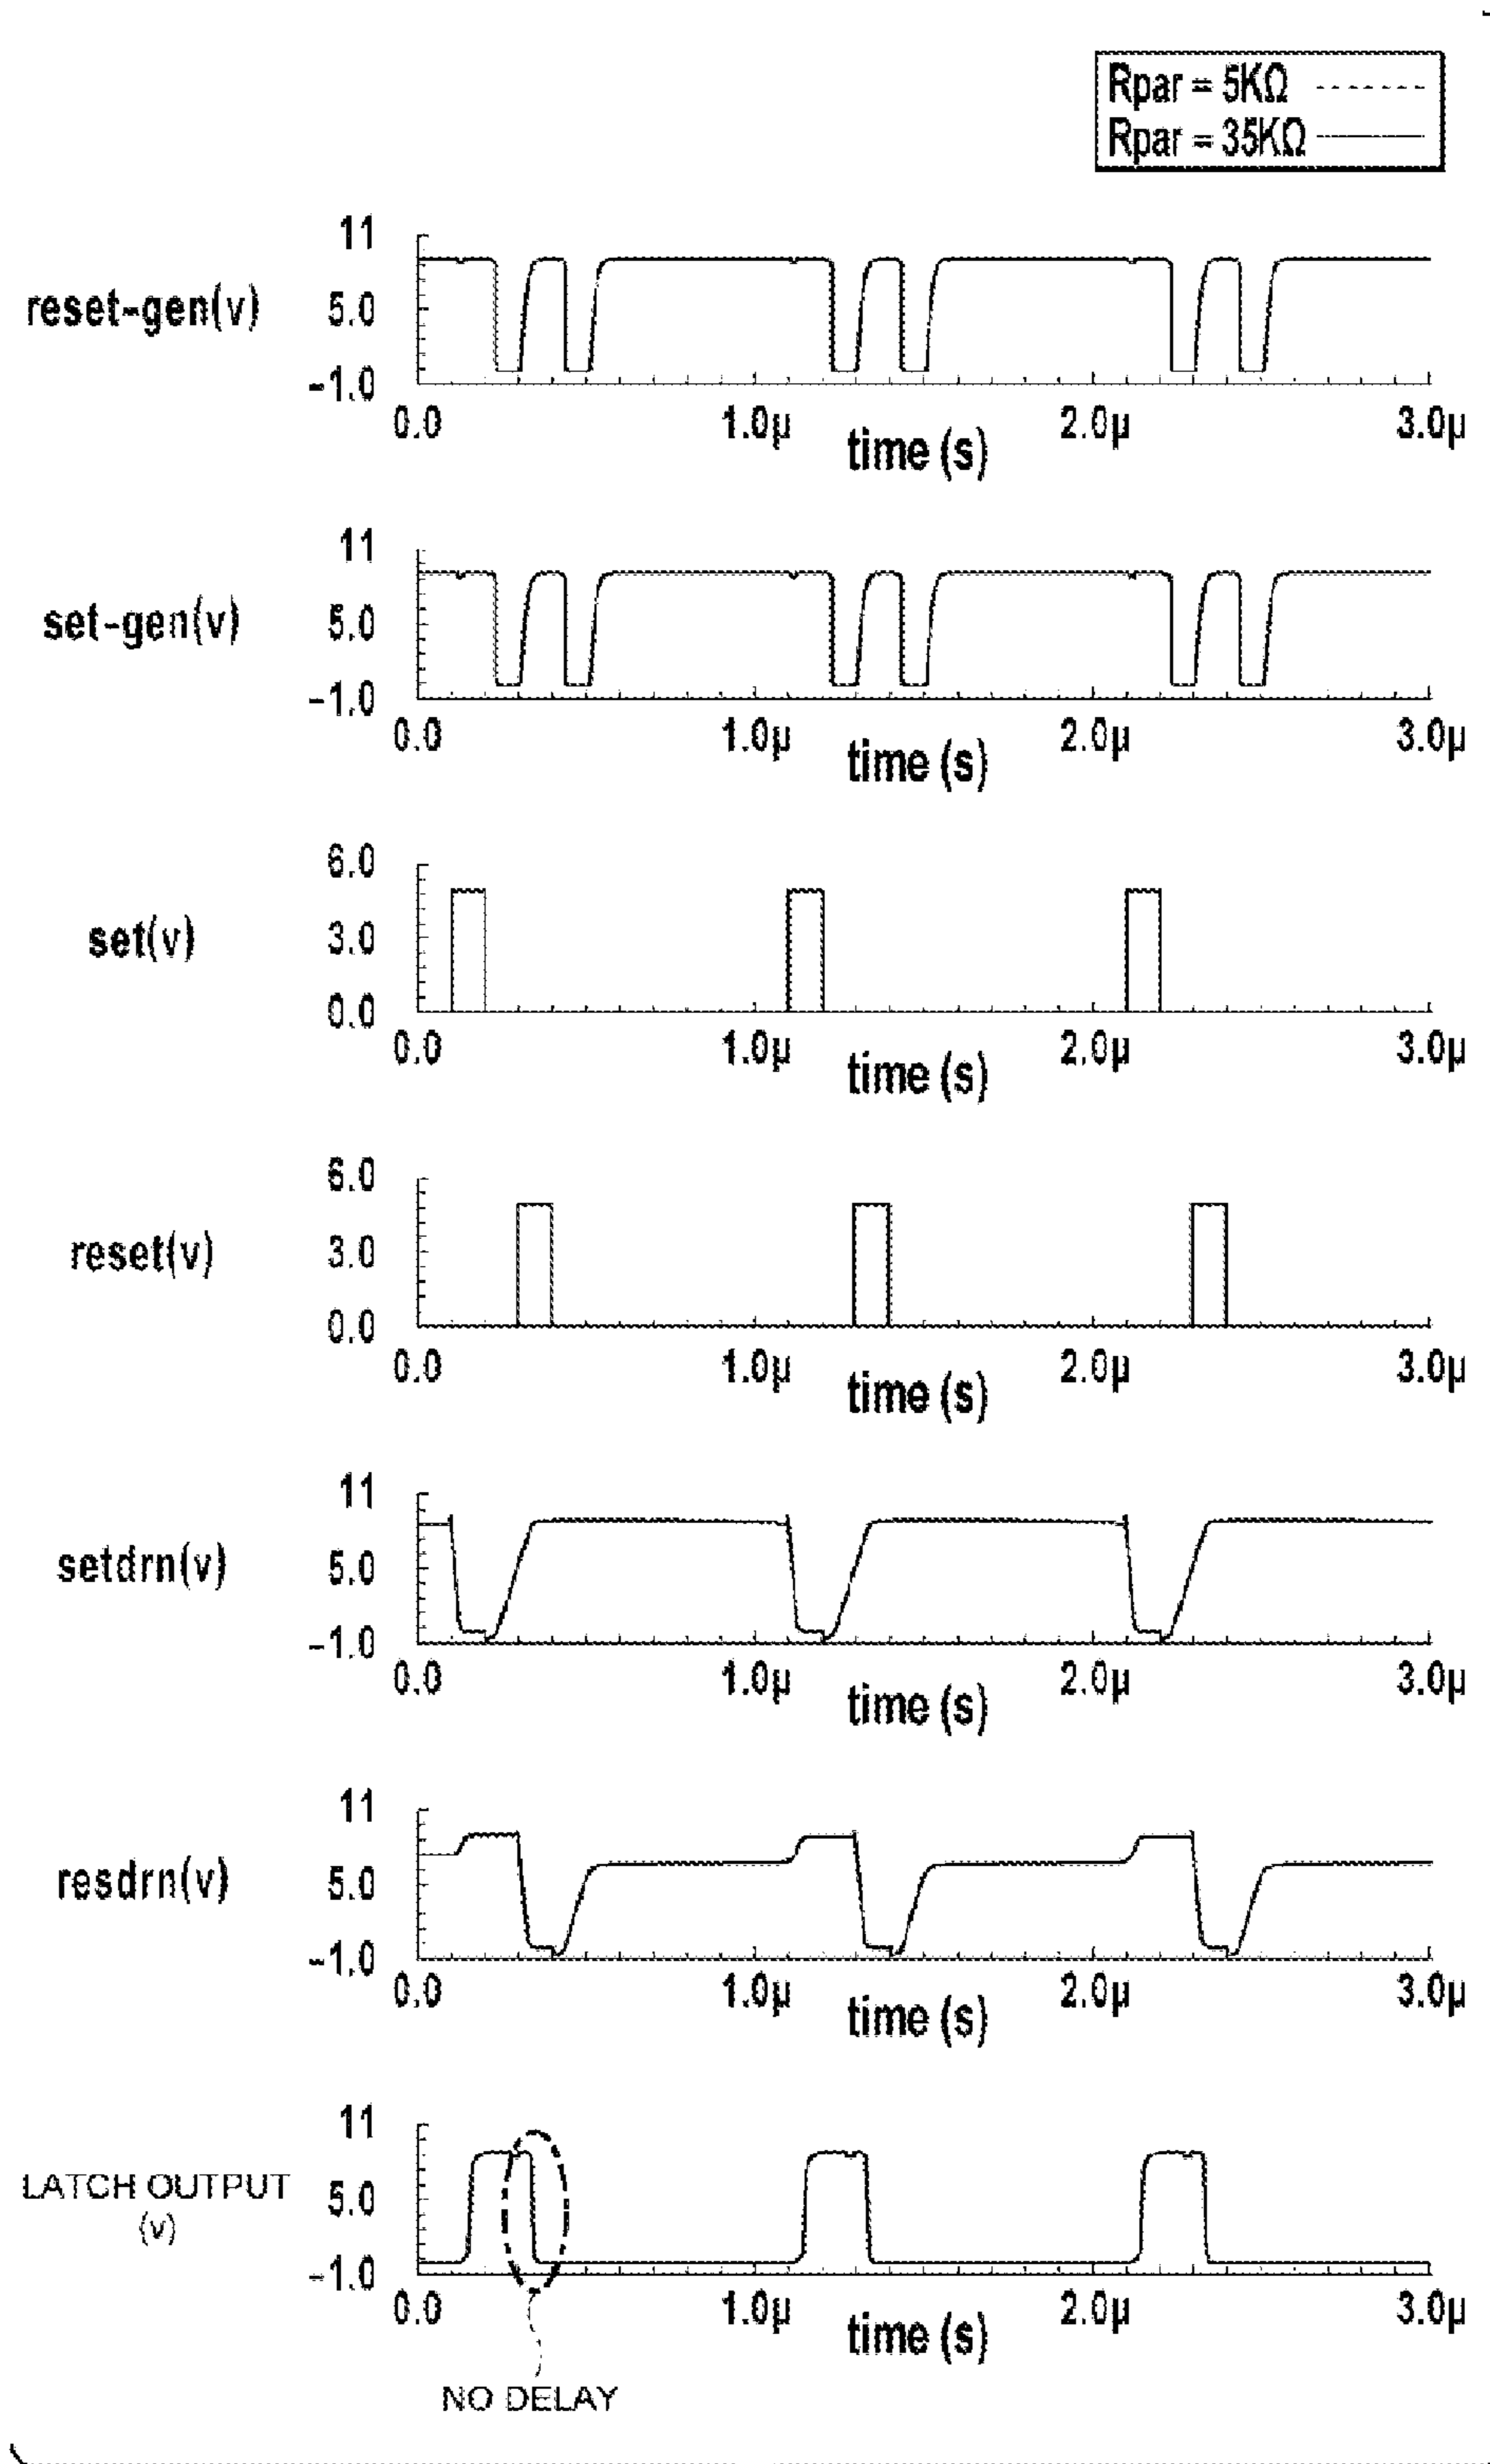 Rpar = 5KΩ
Rpar = 35KΩ
reset-gen(v)
11
5.0
-1.0
0.0 1.0μ 2.0μ 3.0μ
time (s)
set-gen(v)
11
5.0
-1.0
0.0 1.0μ 2.0μ 3.0μ
time (s)
set(v)
6.0
3.0
0.0
0.0 1.0μ 2.0μ 3.0μ
time (s)
reset(v)
6.0
3.0
0.0
0.0 1.0μ 2.0μ 3.0μ
time (s)
setdrn(v)
11
5.0
-1.0
0.0 1.0μ 2.0μ 3.0μ
time (s)
resdrn(v)
11
5.0
-1.0
0.0 1.0μ 2.0μ 3.0μ
time (s)
LATCH OUTPUT
(v)
11
5.0
-1.0
0.0 1.0μ 2.0μ 3.0μ
time (s)
NO DELAY